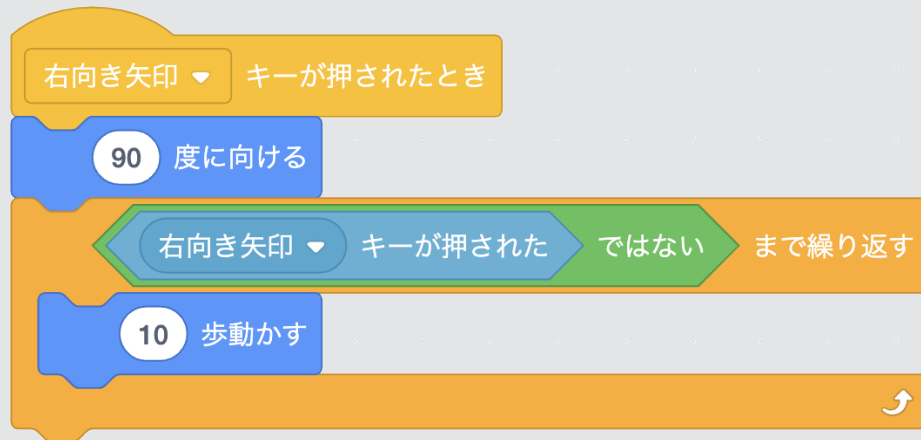 右向き矢印 キーが押されたとき
90 度に向ける
右向き矢印 キーが押された ではない まで繰り返す
10 歩動かす